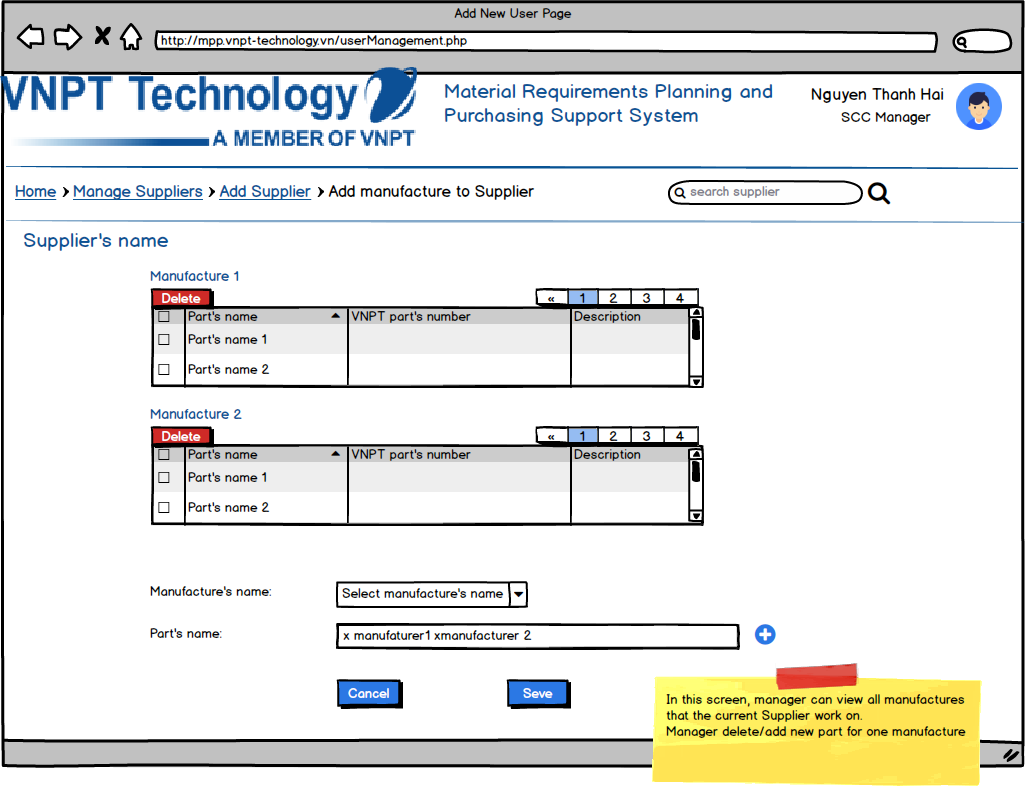 Add New User Page
http://mpp.vnpt-technology.vn/userManagement.php
VNPT Technology
A MEMBER OF VNPT
Material Requirements Planning and
Purchasing Support System
Nguyen Thanh Hai
SCC Manager
Home > Manage Suppliers > Add Supplier > Add manufacture to Supplier
search supplier
Supplier's name
Manufacture 1
Delete
« 1 2 3 4
Part's name VNPT part's number Description
Part's name 1
Part's name 2
Manufacture 2
Delete
« 1 2 3 4
Part's name VNPT part's number Description
Part's name 1
Part's name 2
Manufacture's name: Select manufacture's name
Part's name: x manufaturer1 xmanufacturer 2
Cancel Seve
In this screen, manager can view all manufactures
that the current Supplier work on.
Manager delete/add new part for one manufacture